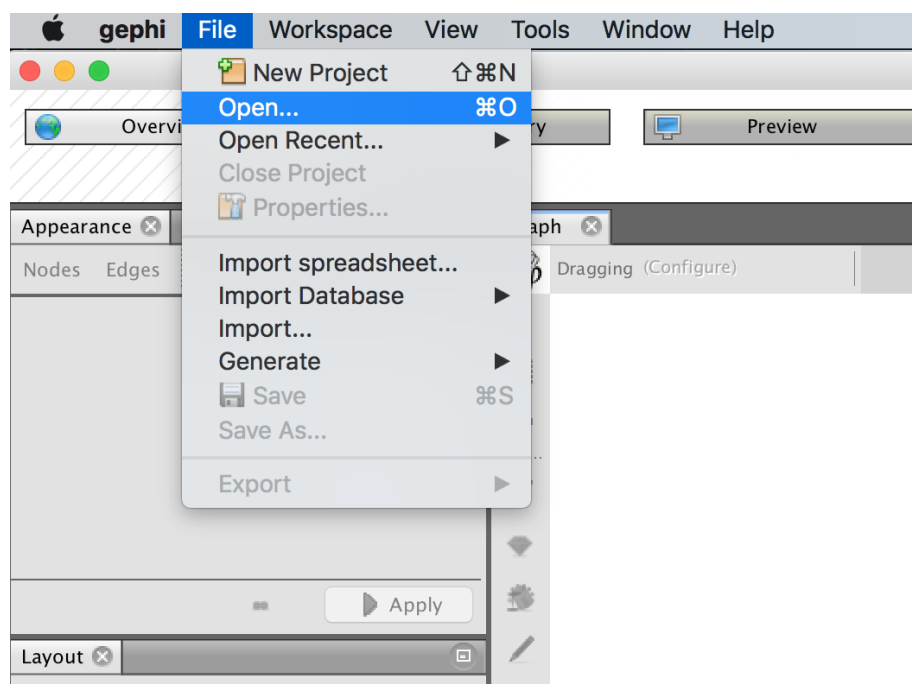 gephi File Workspace View Tools Window Help
New Project ⇧⌘N
Open... ⌘O
Overvi
ry
Preview
Open Recent...
Close Project
Properties...
Appearance
aph
Nodes Edges
Dragging (Configure)
Import spreadsheet...
Import Database
Import...
Generate
Save ⌘S
Save As...
Export
Apply
Layout